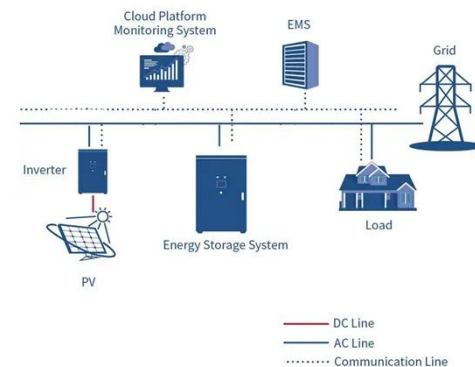 Cloud Platform
Monitoring System
EMS
Grid
Inverter
Energy Storage System
Load
PV
DC Line
AC Line
Communication Line